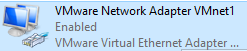 VMware Network Adapter VMnet1
Enabled
VMware Virtual Ethernet Adapter ...